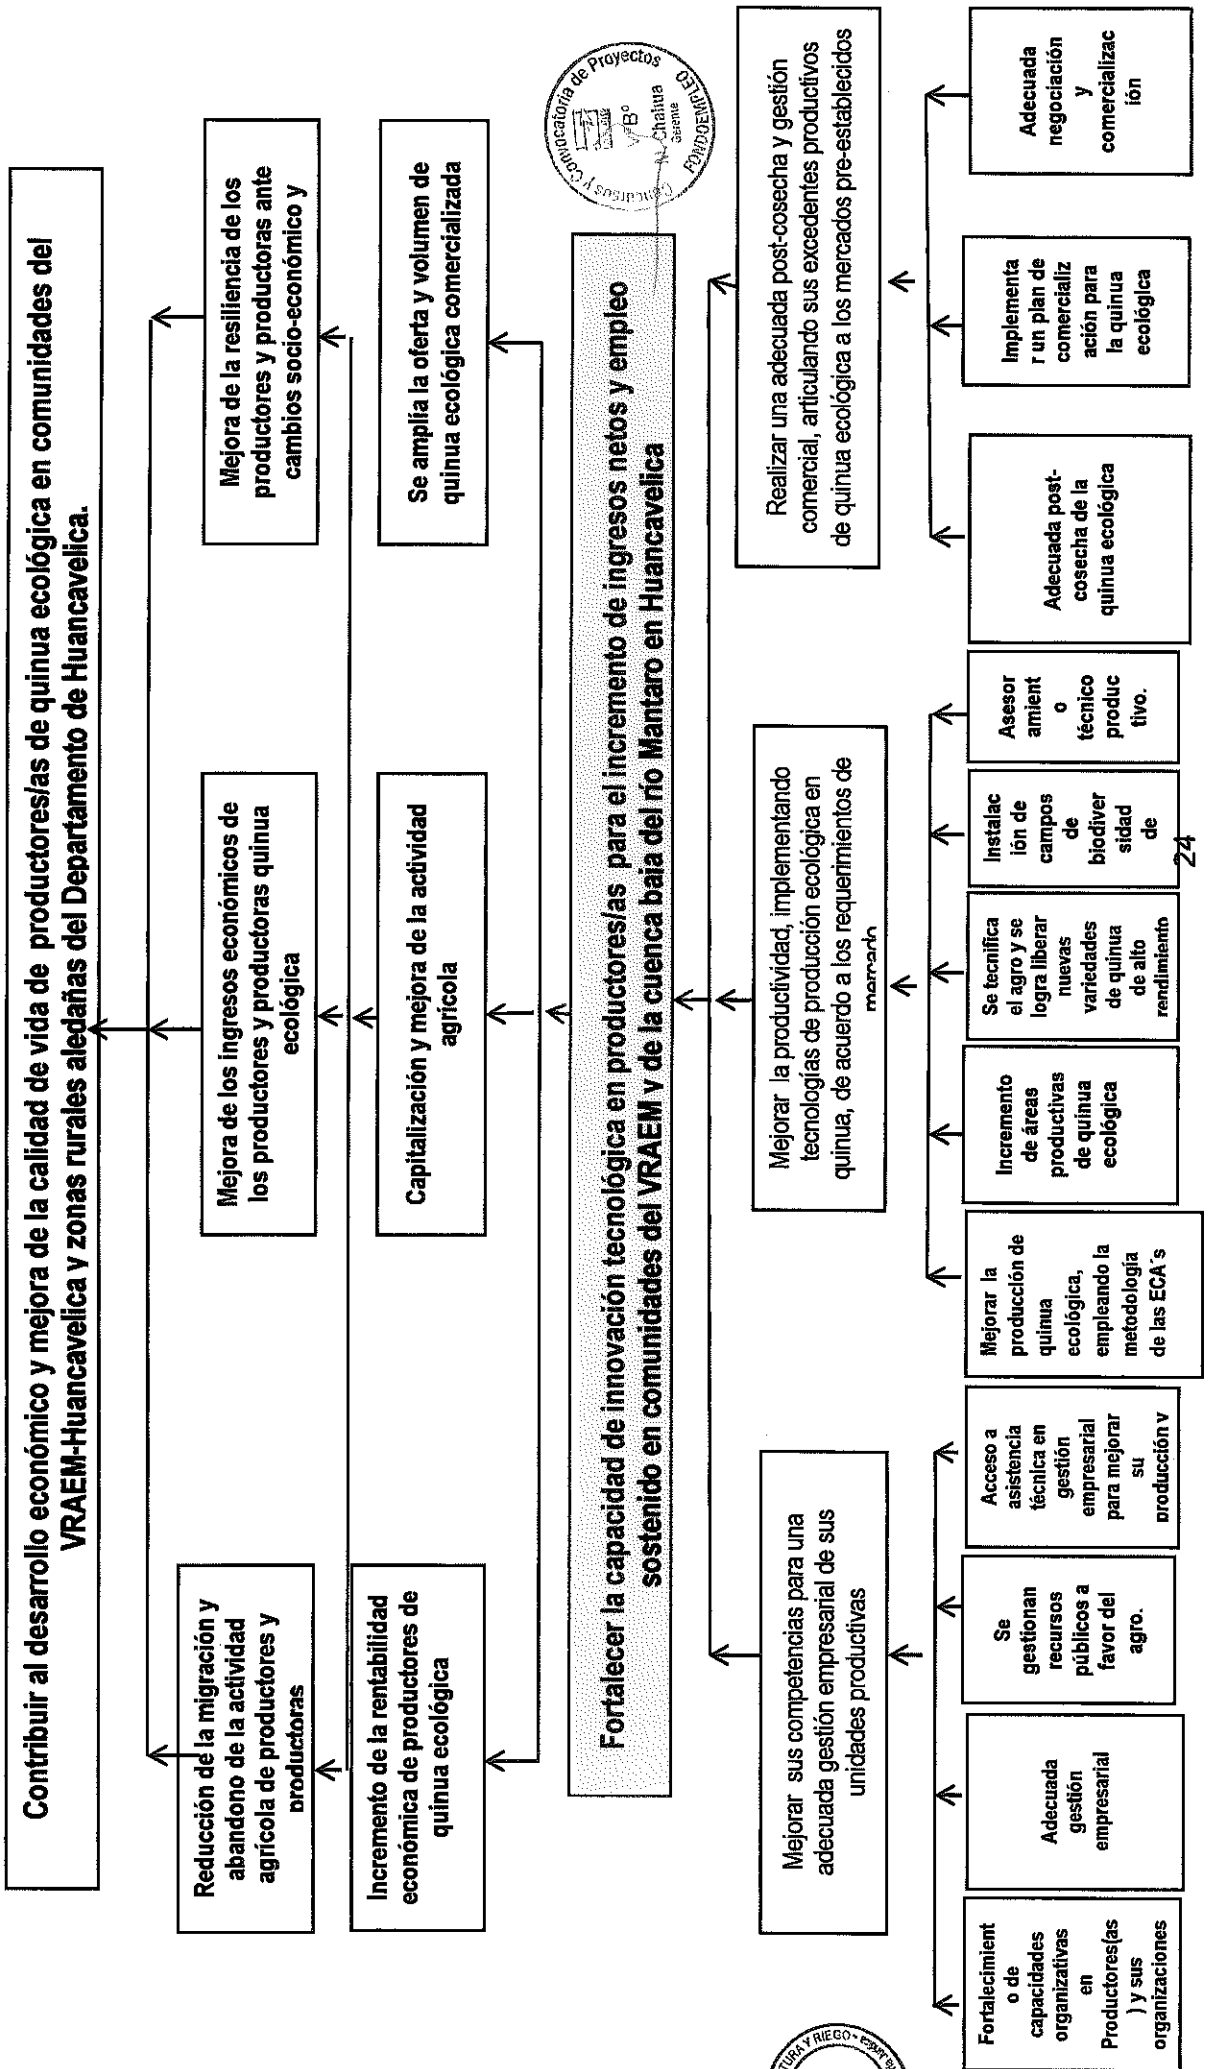 Contribuir al desarrollo económico y mejora de la calidad de vida de productores/as de quinua ecológica en comunidades del
VRAEM-Huancavelica y zonas rurales aledañas del Departamento de Huancavelica.
Reducción de la migración y
abandono de la actividad
agrícola de productores y
productoras
Mejora de los ingresos económicos de
los productores y productoras quinua
ecológica
Mejora de la resiliencia de los
productores y productoras ante
cambios socio-económico y
Incremento de la rentabilidad
económica de productores de
quinua ecológica
Capitalización y mejora de la actividad
agrícola
Se amplía la oferta y volumen de
quinua ecológica comercializada
Concursos y Convocatoria de Proyectos
V°B°
N. Chahua
Gerente
FONDOEMPLEO
Fortalecer la capacidad de innovación tecnológica en productores/as para el incremento de ingresos netos y empleo
sostenido en comunidades del VRAEM y de la cuenca baja del río Mantaro en Huancavelica
Mejorar sus competencias para una
adecuada gestión empresarial de sus
unidades productivas
Mejorar la productividad, implementando
tecnologías de producción ecológica en
quinua, de acuerdo a los requerimientos de
mercado
Realizar una adecuada post-cosecha y gestión
comercial, articulando sus excedentes productivos
de quinua ecológica a los mercados pre-establecidos
Fortalecimient
o de
capacidades
organizativas
en
Productores(as
) y sus
organizaciones
Adecuada
gestión
empresarial
Se
gestionan
recursos
públicos a
favor del
agro.
Acceso a
asistencia
técnica en
gestión
empresarial
para mejorar
su
producción y
Mejorar la
producción de
quinua
ecológica,
empleando la
metodología
de las ECA´s
Incremento
de áreas
productivas
de quinua
ecológica
Se tecnifica
el agro y se
logra liberar
nuevas
variedades
de quinua
de alto
rendimiento
Instalac
ión de
campos
de
biodiver
sidad
de
Asesor
amient
o
técnico
produc
tivo.
Adecuada post-
cosecha de la
quinua ecológica
Implementa
r un plan de
comercializ
ación para
la quinua
ecológica
Adecuada
negociación
y
comercializac
ión
TURA Y RIEGO
24